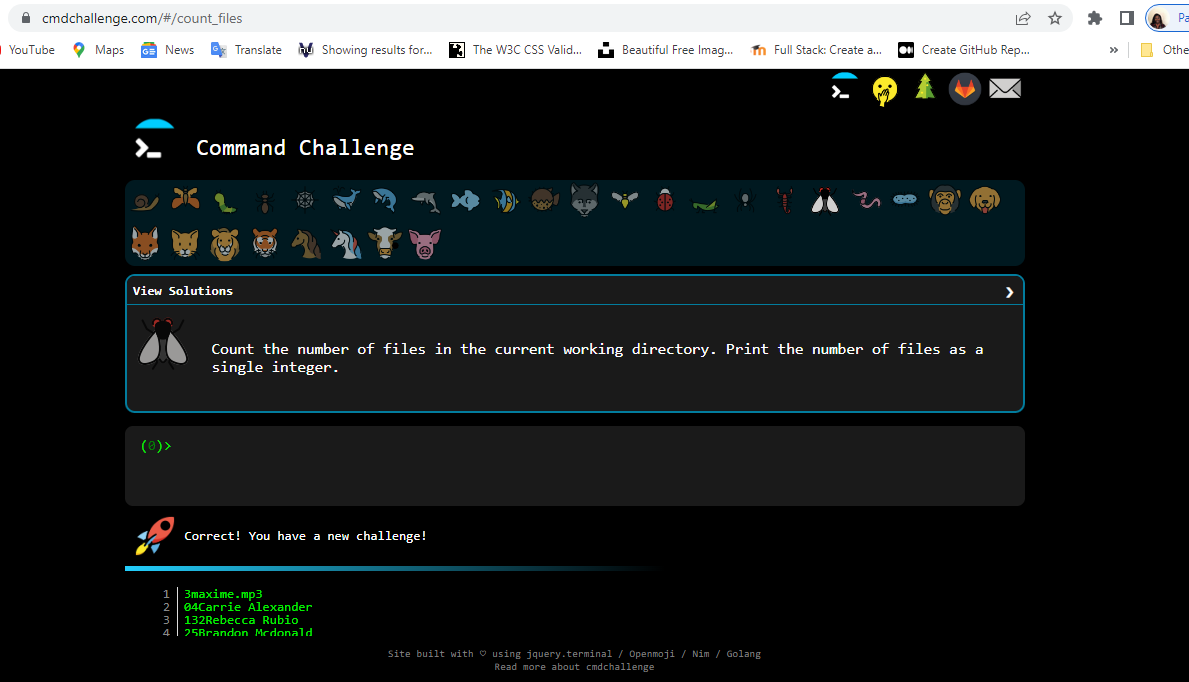 cmdchallenge.com/#/count_files
Pa
YouTube Maps News Translate Showing results for... The W3C CSS Valid... Beautiful Free Imag... Full Stack: Create a... Create GitHub Rep... » Othe
Command Challenge
View Solutions
Count the number of files in the current working directory. Print the number of files as a
single integer.
(0)>
Correct! You have a new challenge!
1 3maxime.mp3
2 04Carrie Alexander
3 132Rebecca Rubio
4 25Brandon Mcdonald
Site built with ♡ using jquery.terminal / Openmoji / Nim / Golang
Read more about cmdchallenge